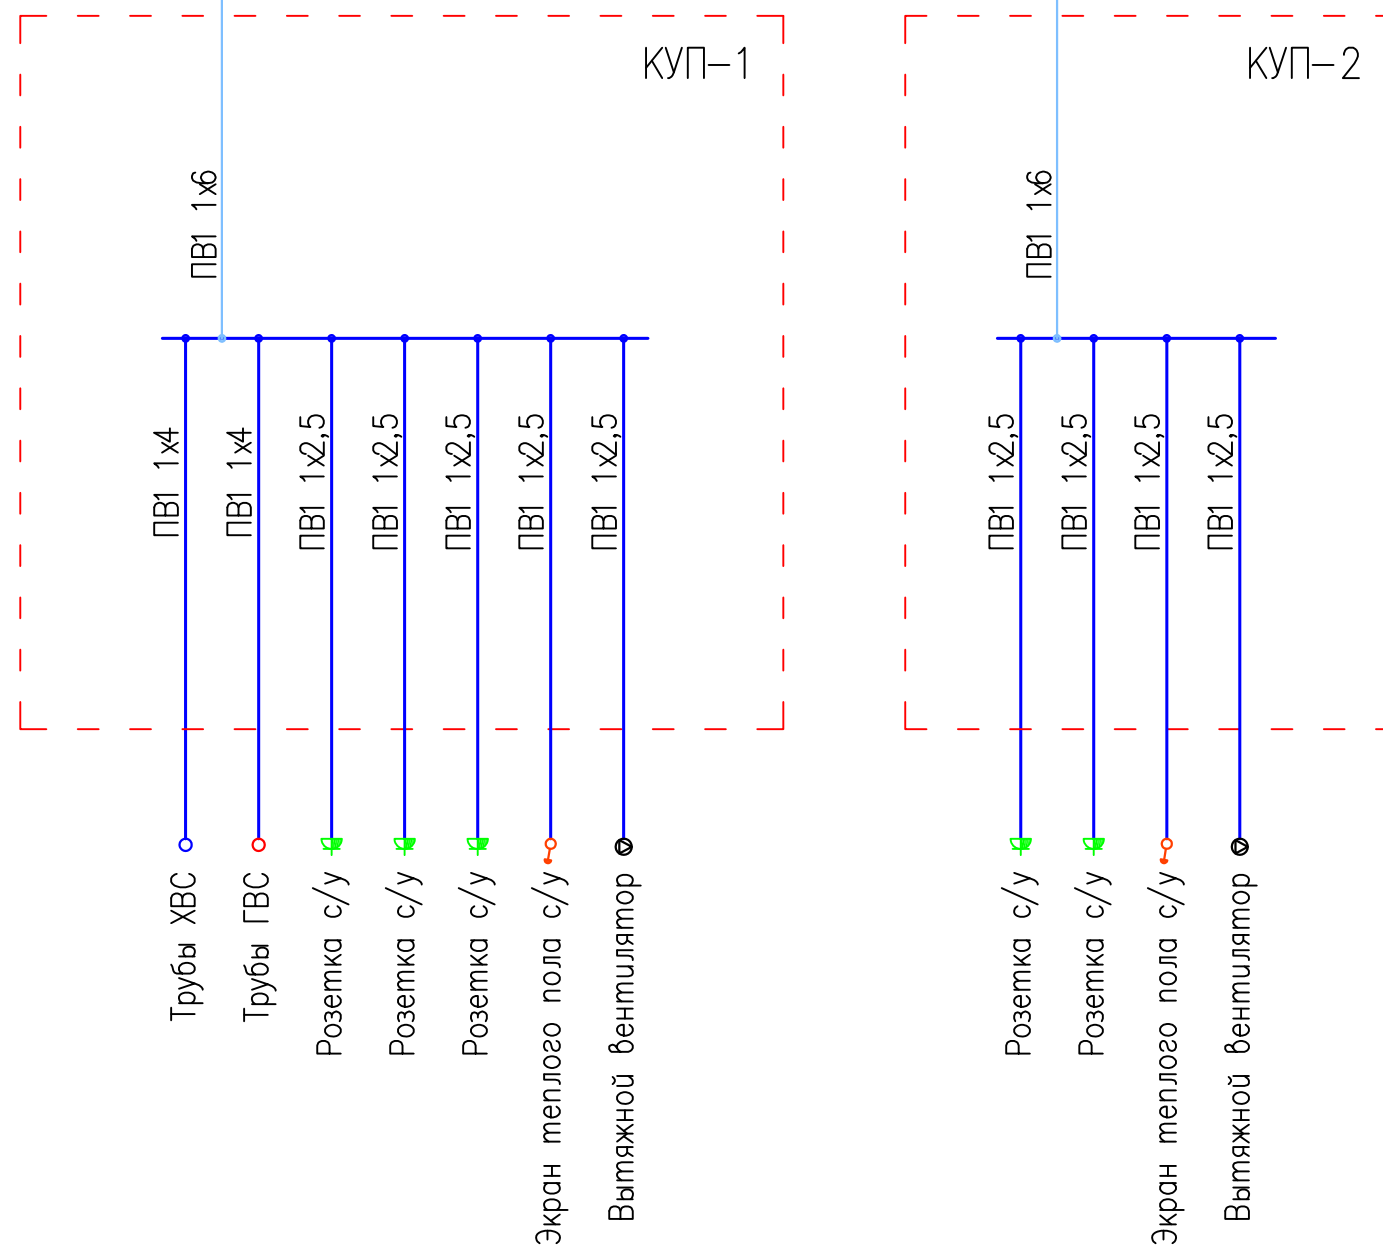 КУП-1
ПВ1 1х6
ПВ1 1х4
ПВ1 1х4
ПВ1 1х2,5
ПВ1 1х2,5
ПВ1 1х2,5
ПВ1 1х2,5
ПВ1 1х2,5
Трубы ХВС
Трубы ГВС
Розетка с/у
Розетка с/у
Розетка с/у
Экран теплого пола с/у
Вытяжной вентилятор
КУП-2
ПВ1 1х6
ПВ1 1х2,5
ПВ1 1х2,5
ПВ1 1х2,5
ПВ1 1х2,5
Розетка с/у
Розетка с/у
Экран теплого пола с/у
Вытяжной вентилятор